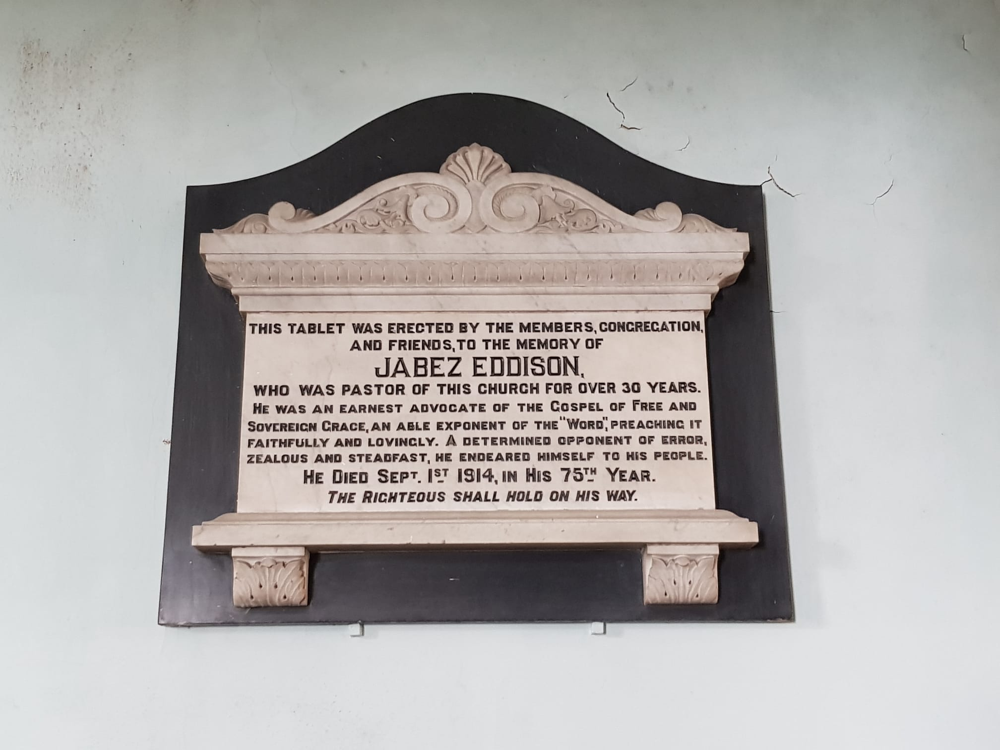 THIS TABLET WAS ERECTED BY THE MEMBERS, CONGREGATION,
AND FRIENDS, TO THE MEMORY OF
JABEZ EDDISON,
WHO WAS PASTOR OF THIS CHURCH FOR OVER 30 YEARS.
HE WAS AN EARNEST ADVOCATE OF THE GOSPEL OF FREE AND
SOVEREIGN GRACE, AN ABLE EXPONENT OF THE "WORD", PREACHING IT
FAITHFULLY AND LOVINGLY. A DETERMINED OPPONENT OF ERROR,
ZEALOUS AND STEADFAST, HE ENDEARED HIMSELF TO HIS PEOPLE.
HE DIED SEPT. 1ST 1914, IN HIS 75TH YEAR.
THE RIGHTEOUS SHALL HOLD ON HIS WAY.